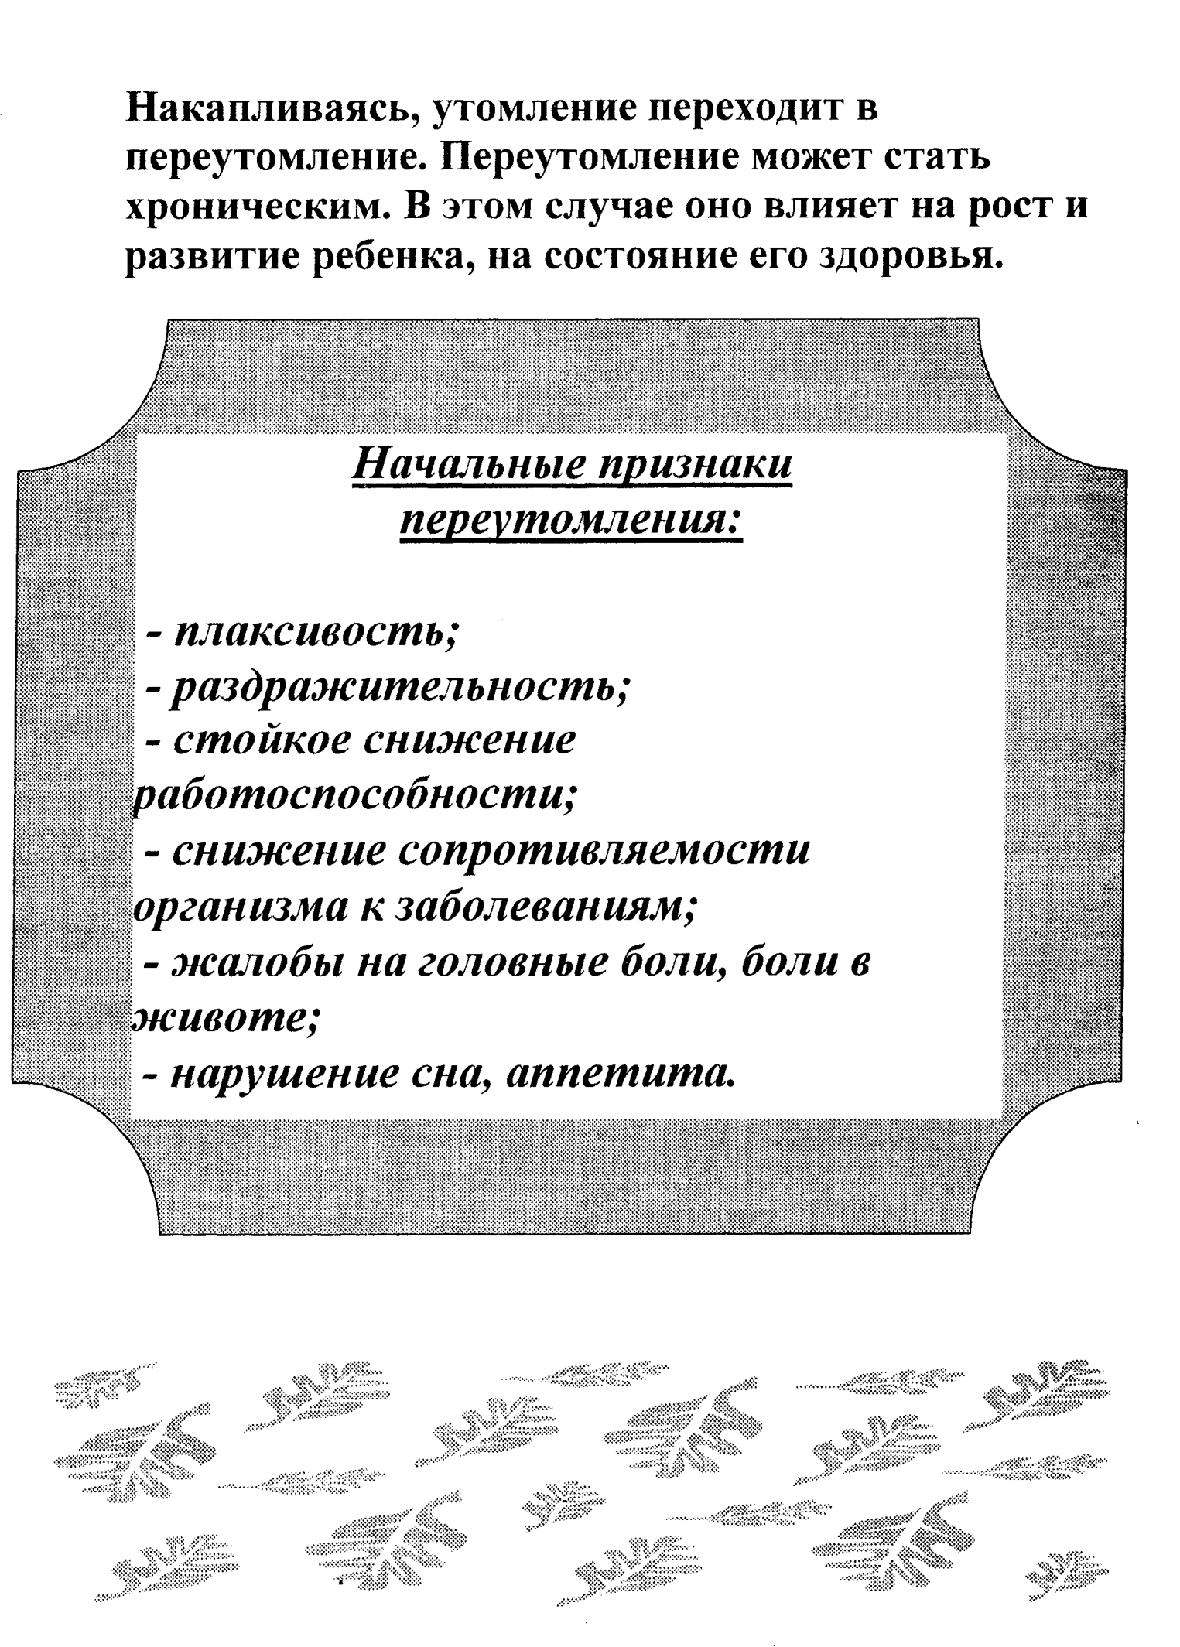 Накапливаясь, утомление переходит в
переутомление. Переутомление может стать
хроническим. В этом случае оно влияет на рост и
развитие ребенка, на состояние его здоровья.
Начальные признаки
переутомления:
- плаксивость;
- раздражительность;
- стойкое снижение
работоспособности;
- снижение сопротивляемости
организма к заболеваниям;
- жалобы на головные боли, боли в
животе;
- нарушение сна, аппетита.